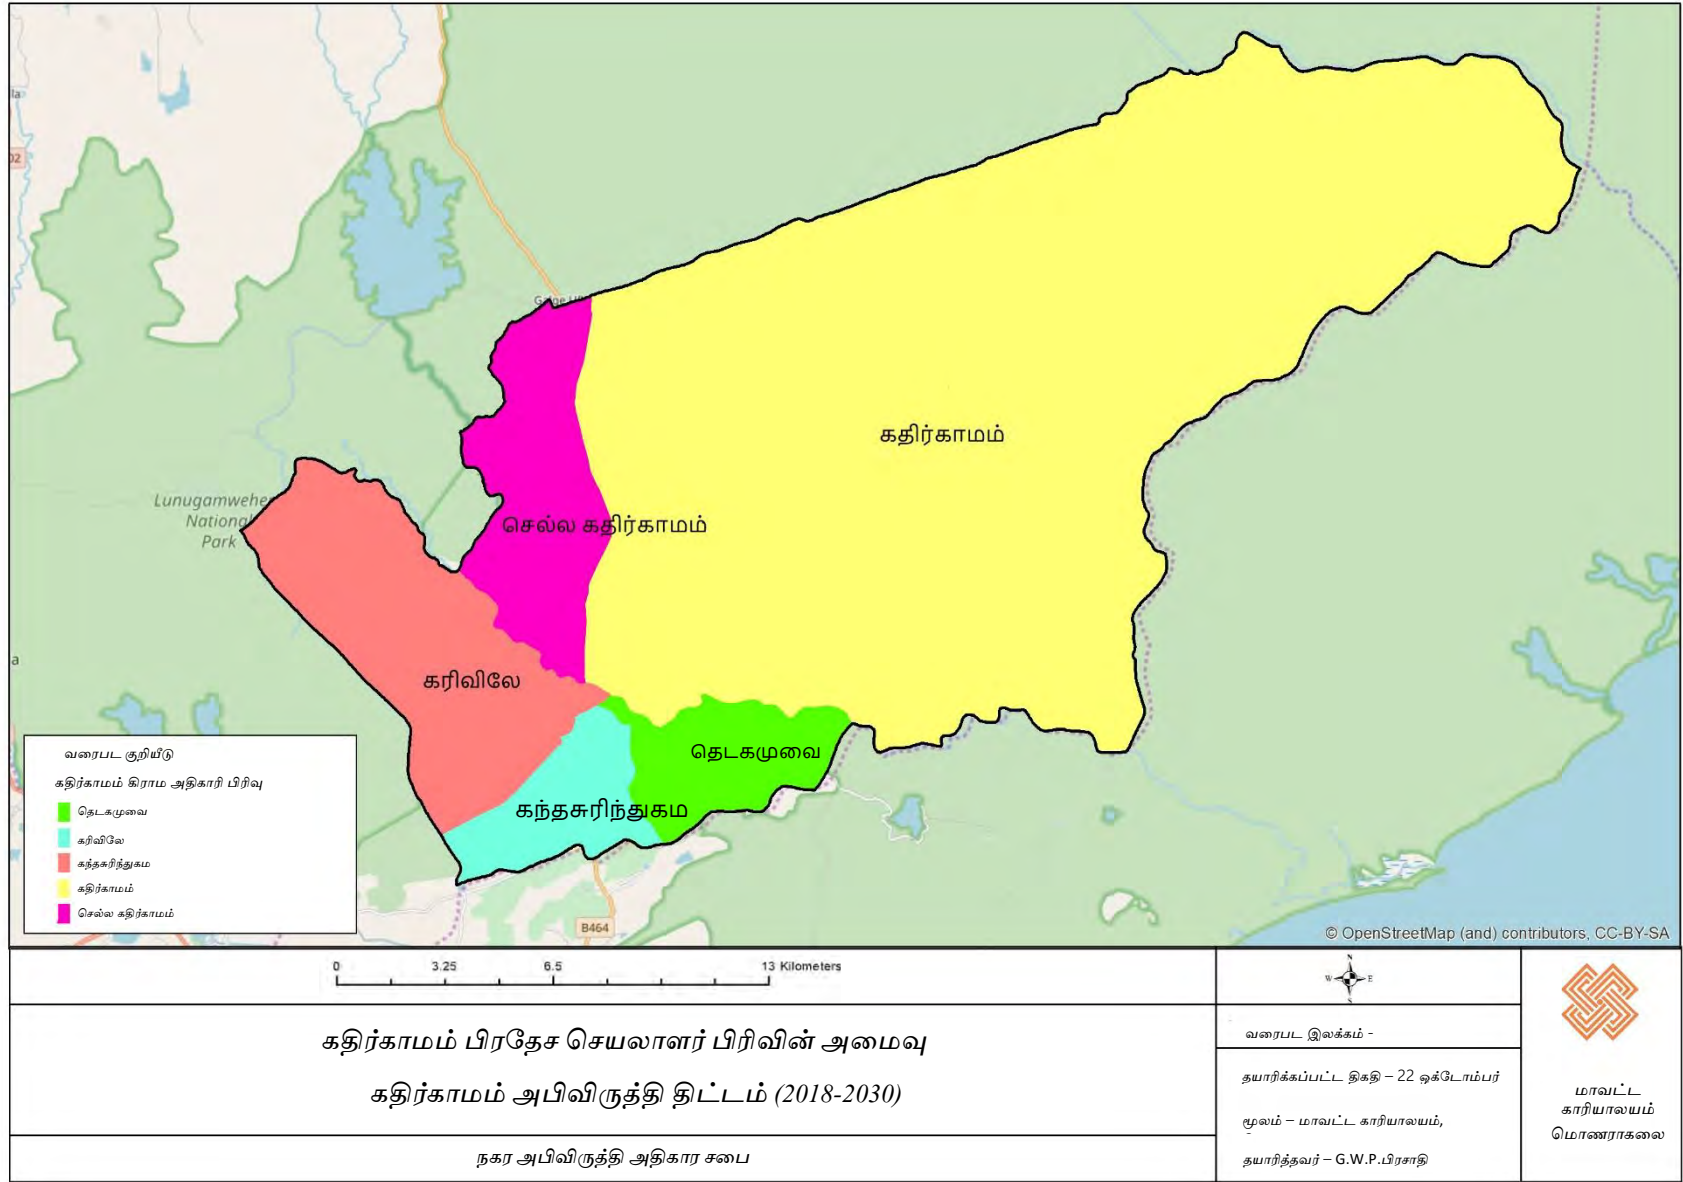 02
Lunugamwehe
National
Park
a
கதிர்காமம்
செல்ல கதிர்காமம்
கரிவிலே
தெடகமுவை
கந்தசுரிந்துகம
வரைபட குறியீடு
கதிர்காமம் கிராம அதிகாரி பிரிவு
தெடகமுவை
கரிவிலே
கந்தசுரிந்துகம
கதிர்காமம்
செல்ல கதிர்காமம்
B464
© OpenStreetMap (and) contributors, CC-BY-SA
0 3.25 6.5 13 Kilometers
N
W E
S
கதிர்காமம் பிரதேச செயலாளர் பிரிவின் அமைவு
கதிர்காமம் அபிவிருத்தி திட்டம் (2018-2030)
நகர அபிவிருத்தி அதிகார சபை
வரைபட இலக்கம் -
தயாரிக்கப்பட்ட திகதி – 22 ஒக்டோம்பர்
மூலம் – மாவட்ட காரியாலயம்,
தயாரித்தவர் – G.W.P.பிரசாதி
மாவட்ட
காரியாலயம்
மொணராகலை